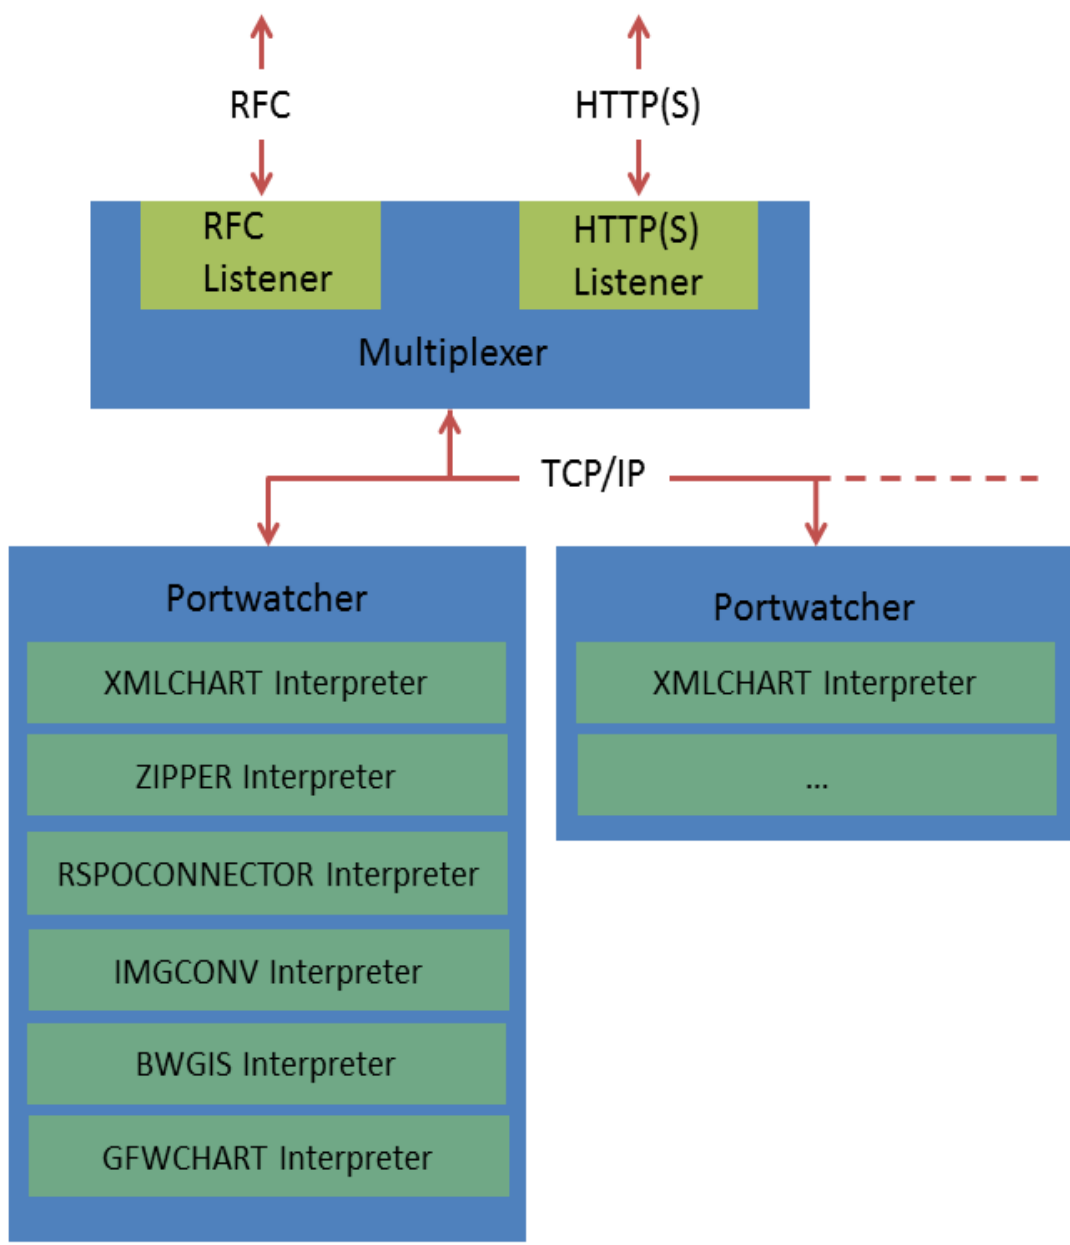 RFC
HTTP(S)
RFC
Listener
HTTP(S)
Listener
Multiplexer
TCP/IP
Portwatcher
XMLCHART Interpreter
ZIPPER Interpreter
RSPOCONNECTOR Interpreter
IMGCONV Interpreter
BWGIS Interpreter
GFWCHART Interpreter
Portwatcher
XMLCHART Interpreter
...